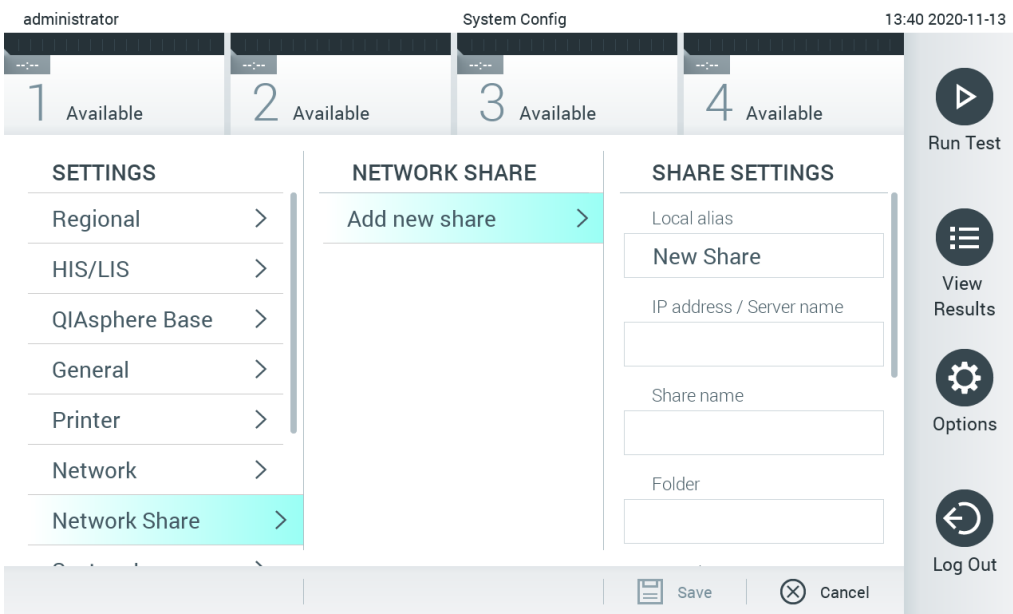 administrator
System Config
13:40 2020-11-13
--:--
--:--
--:--
--:--
1 Available
2 Available
3 Available
4 Available
Run Test
SETTINGS
Regional
HIS/LIS
QIAsphere Base
General
Printer
Network
Network Share
NETWORK SHARE
Add new share
SHARE SETTINGS
Local alias
New Share
IP address / Server name
Share name
Folder
View
Results
Options
Log Out
Save
Cancel